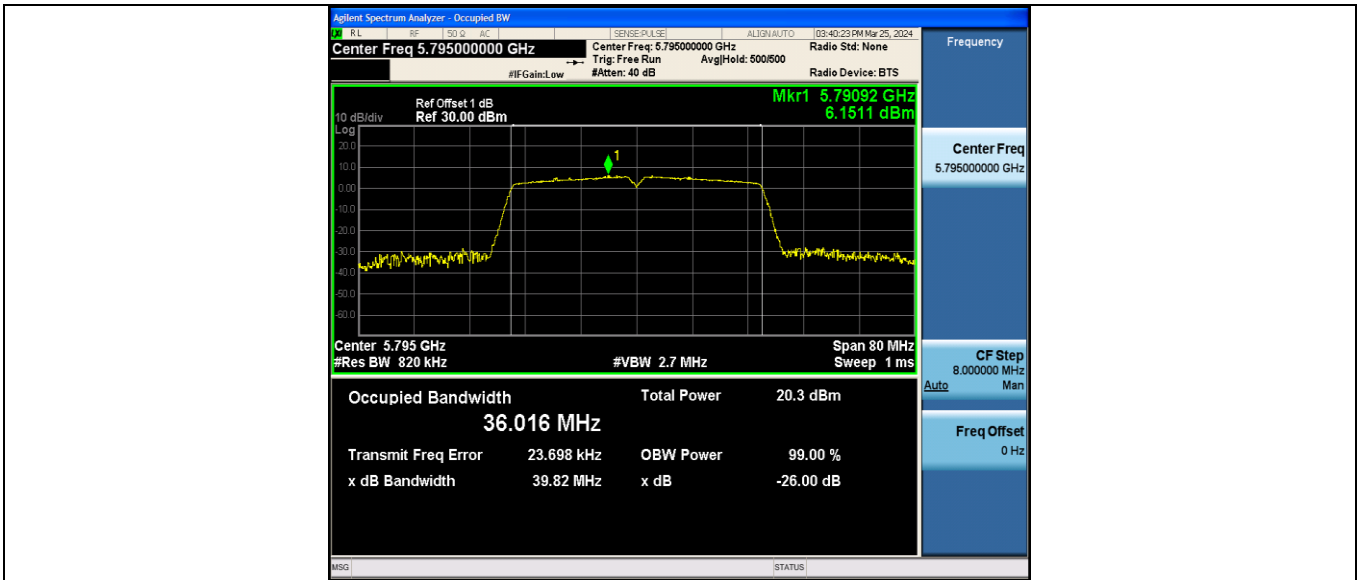 Agilent Spectrum Analyzer - Occupied BW
LXI RL RF 50 Ω AC SENSE:PULSE ALIGNAUTO 03:40:23 PM Mar 25, 2024
Center Freq 5.795000000 GHz
Center Freq: 5.795000000 GHz
Radio Std: None
Trig: Free Run Avg|Hold: 500/500
#IFGain:Low #Atten: 40 dB Radio Device: BTS
Frequency
Mkr1 5.79092 GHz
6.1511 dBm
Ref Offset 1 dB
10 dB/div Ref 30.00 dBm
Log
20.0
10.0
0.00
-10.0
-20.0
-30.0
-40.0
-50.0
-60.0
1
Center 5.795 GHz Span 80 MHz
#Res BW 820 kHz #VBW 2.7 MHz Sweep 1 ms
Occupied Bandwidth Total Power 20.3 dBm
36.016 MHz
Transmit Freq Error 23.698 kHz OBW Power 99.00 %
x dB Bandwidth 39.82 MHz x dB -26.00 dB
Center Freq
5.795000000 GHz
CF Step
8.000000 MHz
Auto Man
Freq Offset
0 Hz
MSG STATUS